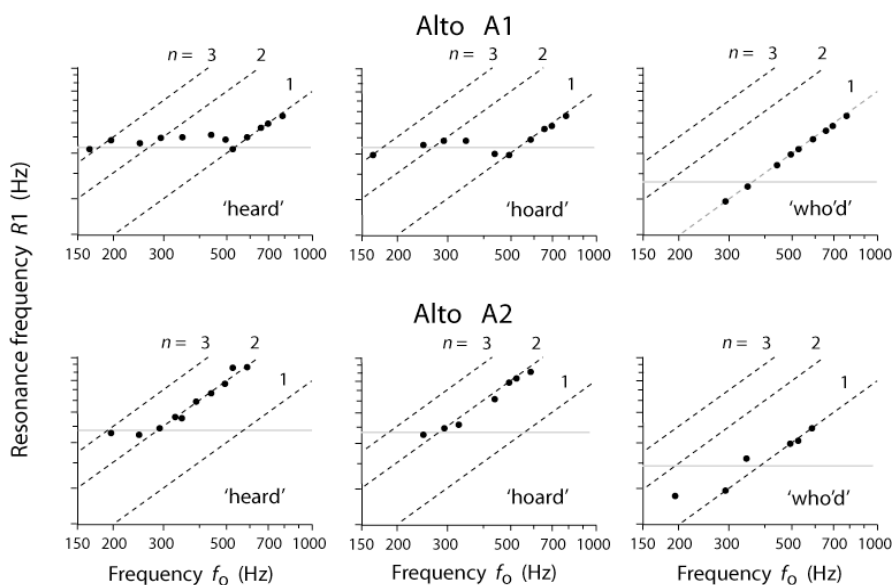 Alto A1
n = 3 2 1
'heard'
150 200 300 500 700 1000
n = 3 2 1
'hoard'
150 200 300 500 700 1000
n = 3 2 1
'who'd'
150 200 300 500 700 1000
Resonance frequency R1 (Hz)
Alto A2
n = 3 2 1
'heard'
150 200 300 500 700 1000
Frequency fo (Hz)
n = 3 2 1
'hoard'
150 200 300 500 700 1000
Frequency fo (Hz)
n = 3 2 1
'who'd'
150 200 300 500 700 1000
Frequency fo (Hz)